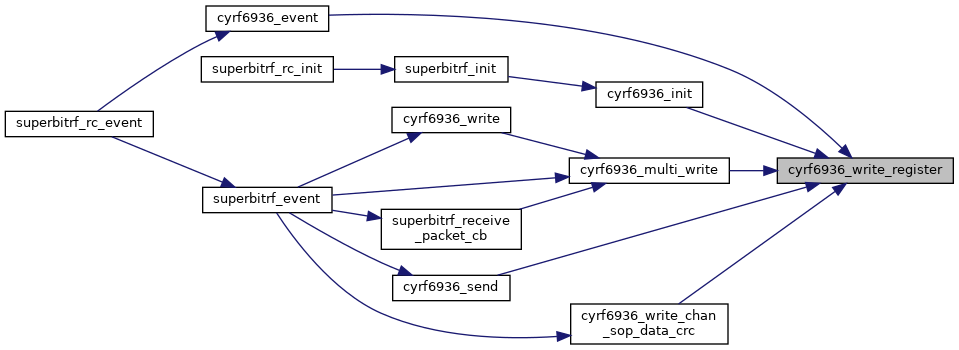 cyrf6936_event
superbitrf_rc_init
superbitrf_init
cyrf6936_init
superbitrf_rc_event
cyrf6936_write
cyrf6936_multi_write
cyrf6936_write_register
superbitrf_event
superbitrf_receive
_packet_cb
cyrf6936_send
cyrf6936_write_chan
_sop_data_crc